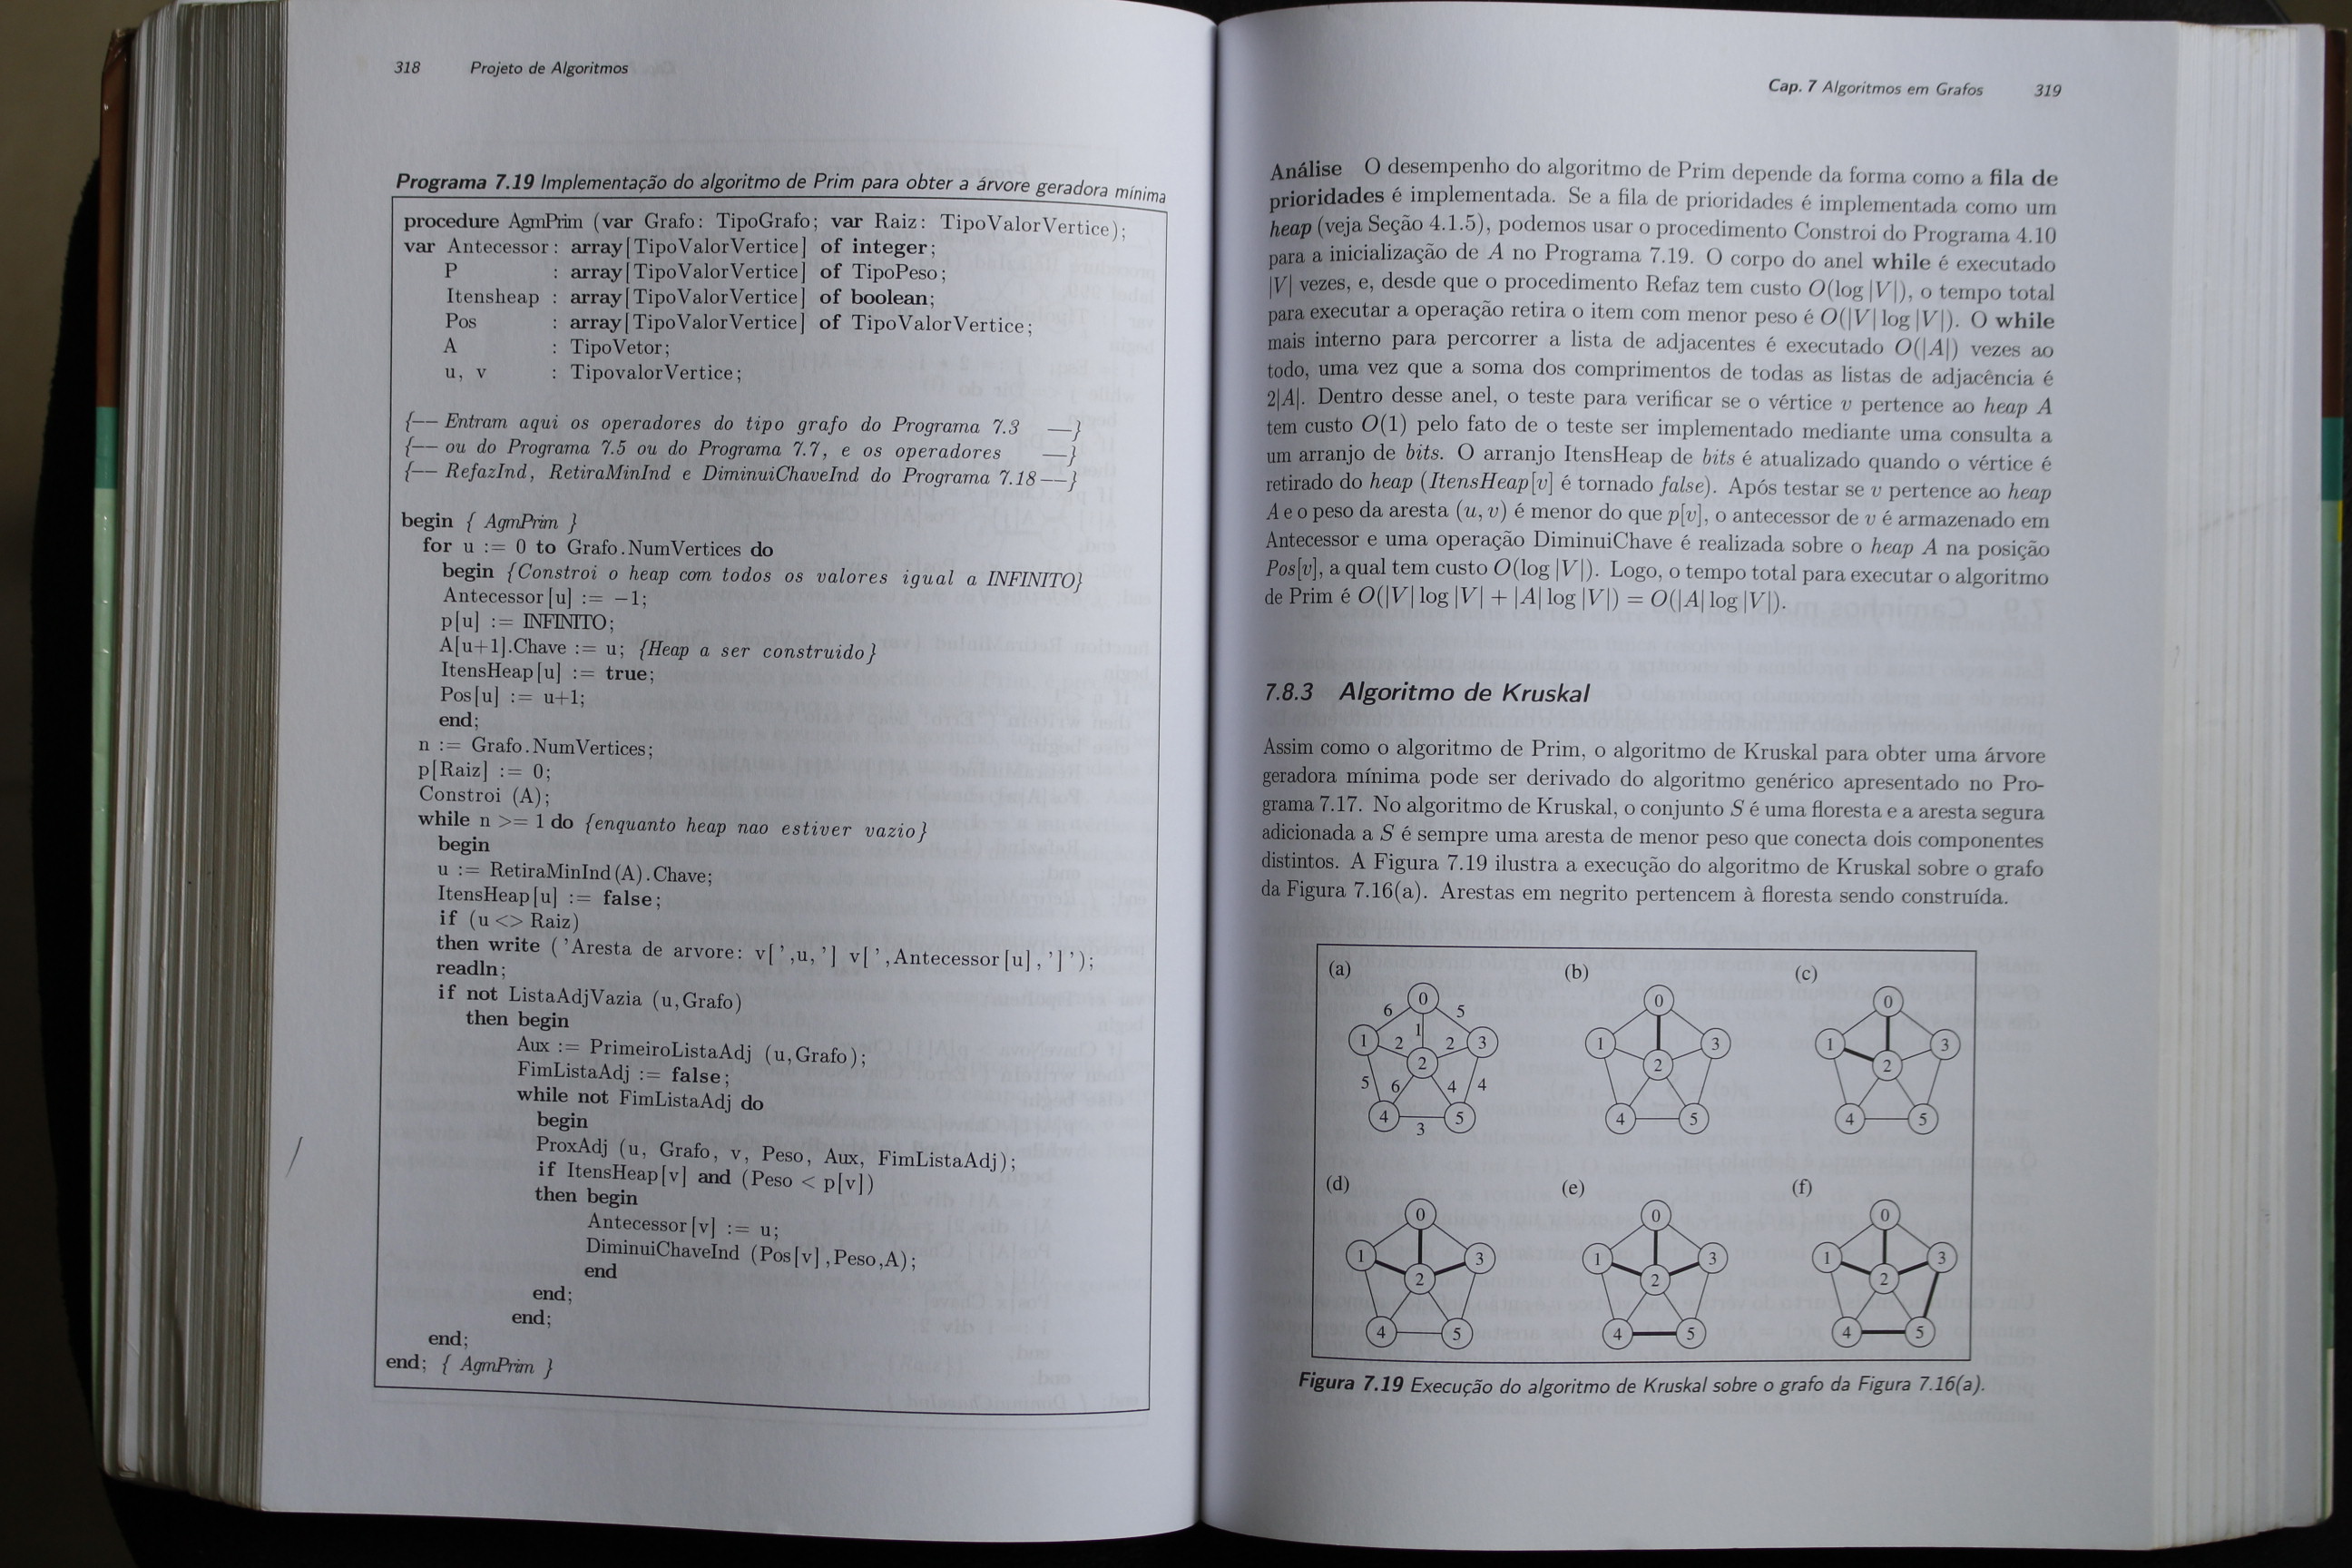 318 Projeto de Algoritmos
Programa 7.19 Implementação do algoritmo de Prim para obter a árvore geradora mínima
procedure AgmPrim (var Grafo: TipoGrafo; var Raiz: TipoValorVertice);
var Antecessor: array[TipoValorVertice] of integer;
P : array[TipoValorVertice] of TipoPeso;
Itensheap : array[TipoValorVertice] of boolean;
Pos : array[TipoValorVertice] of TipoValorVertice;
A : TipoVetor;
u, v : TipovalorVertice;
{—— Entram aqui os operadores do tipo grafo do Programa 7.3 ——}
{—— ou do Programa 7.5 ou do Programa 7.7, e os operadores ——}
{—— RefazInd, RetiraMinInd e DiminuiChaveInd do Programa 7.18——}
begin { AgmPrim }
for u := 0 to Grafo.NumVertices do
begin {Constroi o heap com todos os valores igual a INFINITO}
Antecessor[u] := −1;
p[u] := INFINITO;
A[u+1].Chave := u; {Heap a ser construido}
ItensHeap[u] := true;
Pos[u] := u+1;
end;
n := Grafo.NumVertices;
p[Raiz] := 0;
Constroi (A);
while n >= 1 do {enquanto heap nao estiver vazio}
begin
u := RetiraMinInd(A).Chave;
ItensHeap[u] := false;
if (u <> Raiz)
then write ('Aresta de arvore: v[',u,'] v[',Antecessor[u],']');
readln;
if not ListaAdjVazia (u,Grafo)
then begin
Aux := PrimeiroListaAdj (u,Grafo);
FimListaAdj := false;
while not FimListaAdj do
begin
ProxAdj (u, Grafo, v, Peso, Aux, FimListaAdj);
if ItensHeap[v] and (Peso < p[v])
then begin
Antecessor[v] := u;
DiminuiChaveInd (Pos[v],Peso,A);
end
end;
end;
end;
end; { AgmPrim }
Cap. 7 Algoritmos em Grafos 319
Análise O desempenho do algoritmo de Prim depende da forma como a fila de
prioridades é implementada. Se a fila de prioridades é implementada como um
heap (veja Seção 4.1.5), podemos usar o procedimento Constroi do Programa 4.10
para a inicialização de A no Programa 7.19. O corpo do anel while é executado
|V| vezes, e, desde que o procedimento Refaz tem custo O(log |V|), o tempo total
para executar a operação retira o item com menor peso é O(|V| log |V|). O while
mais interno para percorrer a lista de adjacentes é executado O(|A|) vezes ao
todo, uma vez que a soma dos comprimentos de todas as listas de adjacência é
2|A|. Dentro desse anel, o teste para verificar se o vértice v pertence ao heap A
tem custo O(1) pelo fato de o teste ser implementado mediante uma consulta a
um arranjo de bits. O arranjo ItensHeap de bits é atualizado quando o vértice é
retirado do heap (ItensHeap[v] é tornado false). Após testar se v pertence ao heap
A e o peso da aresta (u, v) é menor do que p[v], o antecessor de v é armazenado em
Antecessor e uma operação DiminuiChave é realizada sobre o heap A na posição
Pos[v], a qual tem custo O(log |V|). Logo, o tempo total para executar o algoritmo
de Prim é O(|V| log |V| + |A| log |V|) = O(|A| log |V|).
7.8.3 Algoritmo de Kruskal
Assim como o algoritmo de Prim, o algoritmo de Kruskal para obter uma árvore
geradora mínima pode ser derivado do algoritmo genérico apresentado no Pro-
grama 7.17. No algoritmo de Kruskal, o conjunto S é uma floresta e a aresta segura
adicionada a S é sempre uma aresta de menor peso que conecta dois componentes
distintos. A Figura 7.19 ilustra a execução do algoritmo de Kruskal sobre o grafo
da Figura 7.16(a). Arestas em negrito pertencem à floresta sendo construída.
(a) (b) (c)
0 0 0
6 5
1 2 1 2 3 1 3 1 3
2 2 2
5 6 4 4
4 3 5 4 5 4 5
(d) (e) (f)
0 0 0
1 3 1 3 1 3
2 2 2
4 5 4 5 4 5
Figura 7.19 Execução do algoritmo de Kruskal sobre o grafo da Figura 7.16(a).